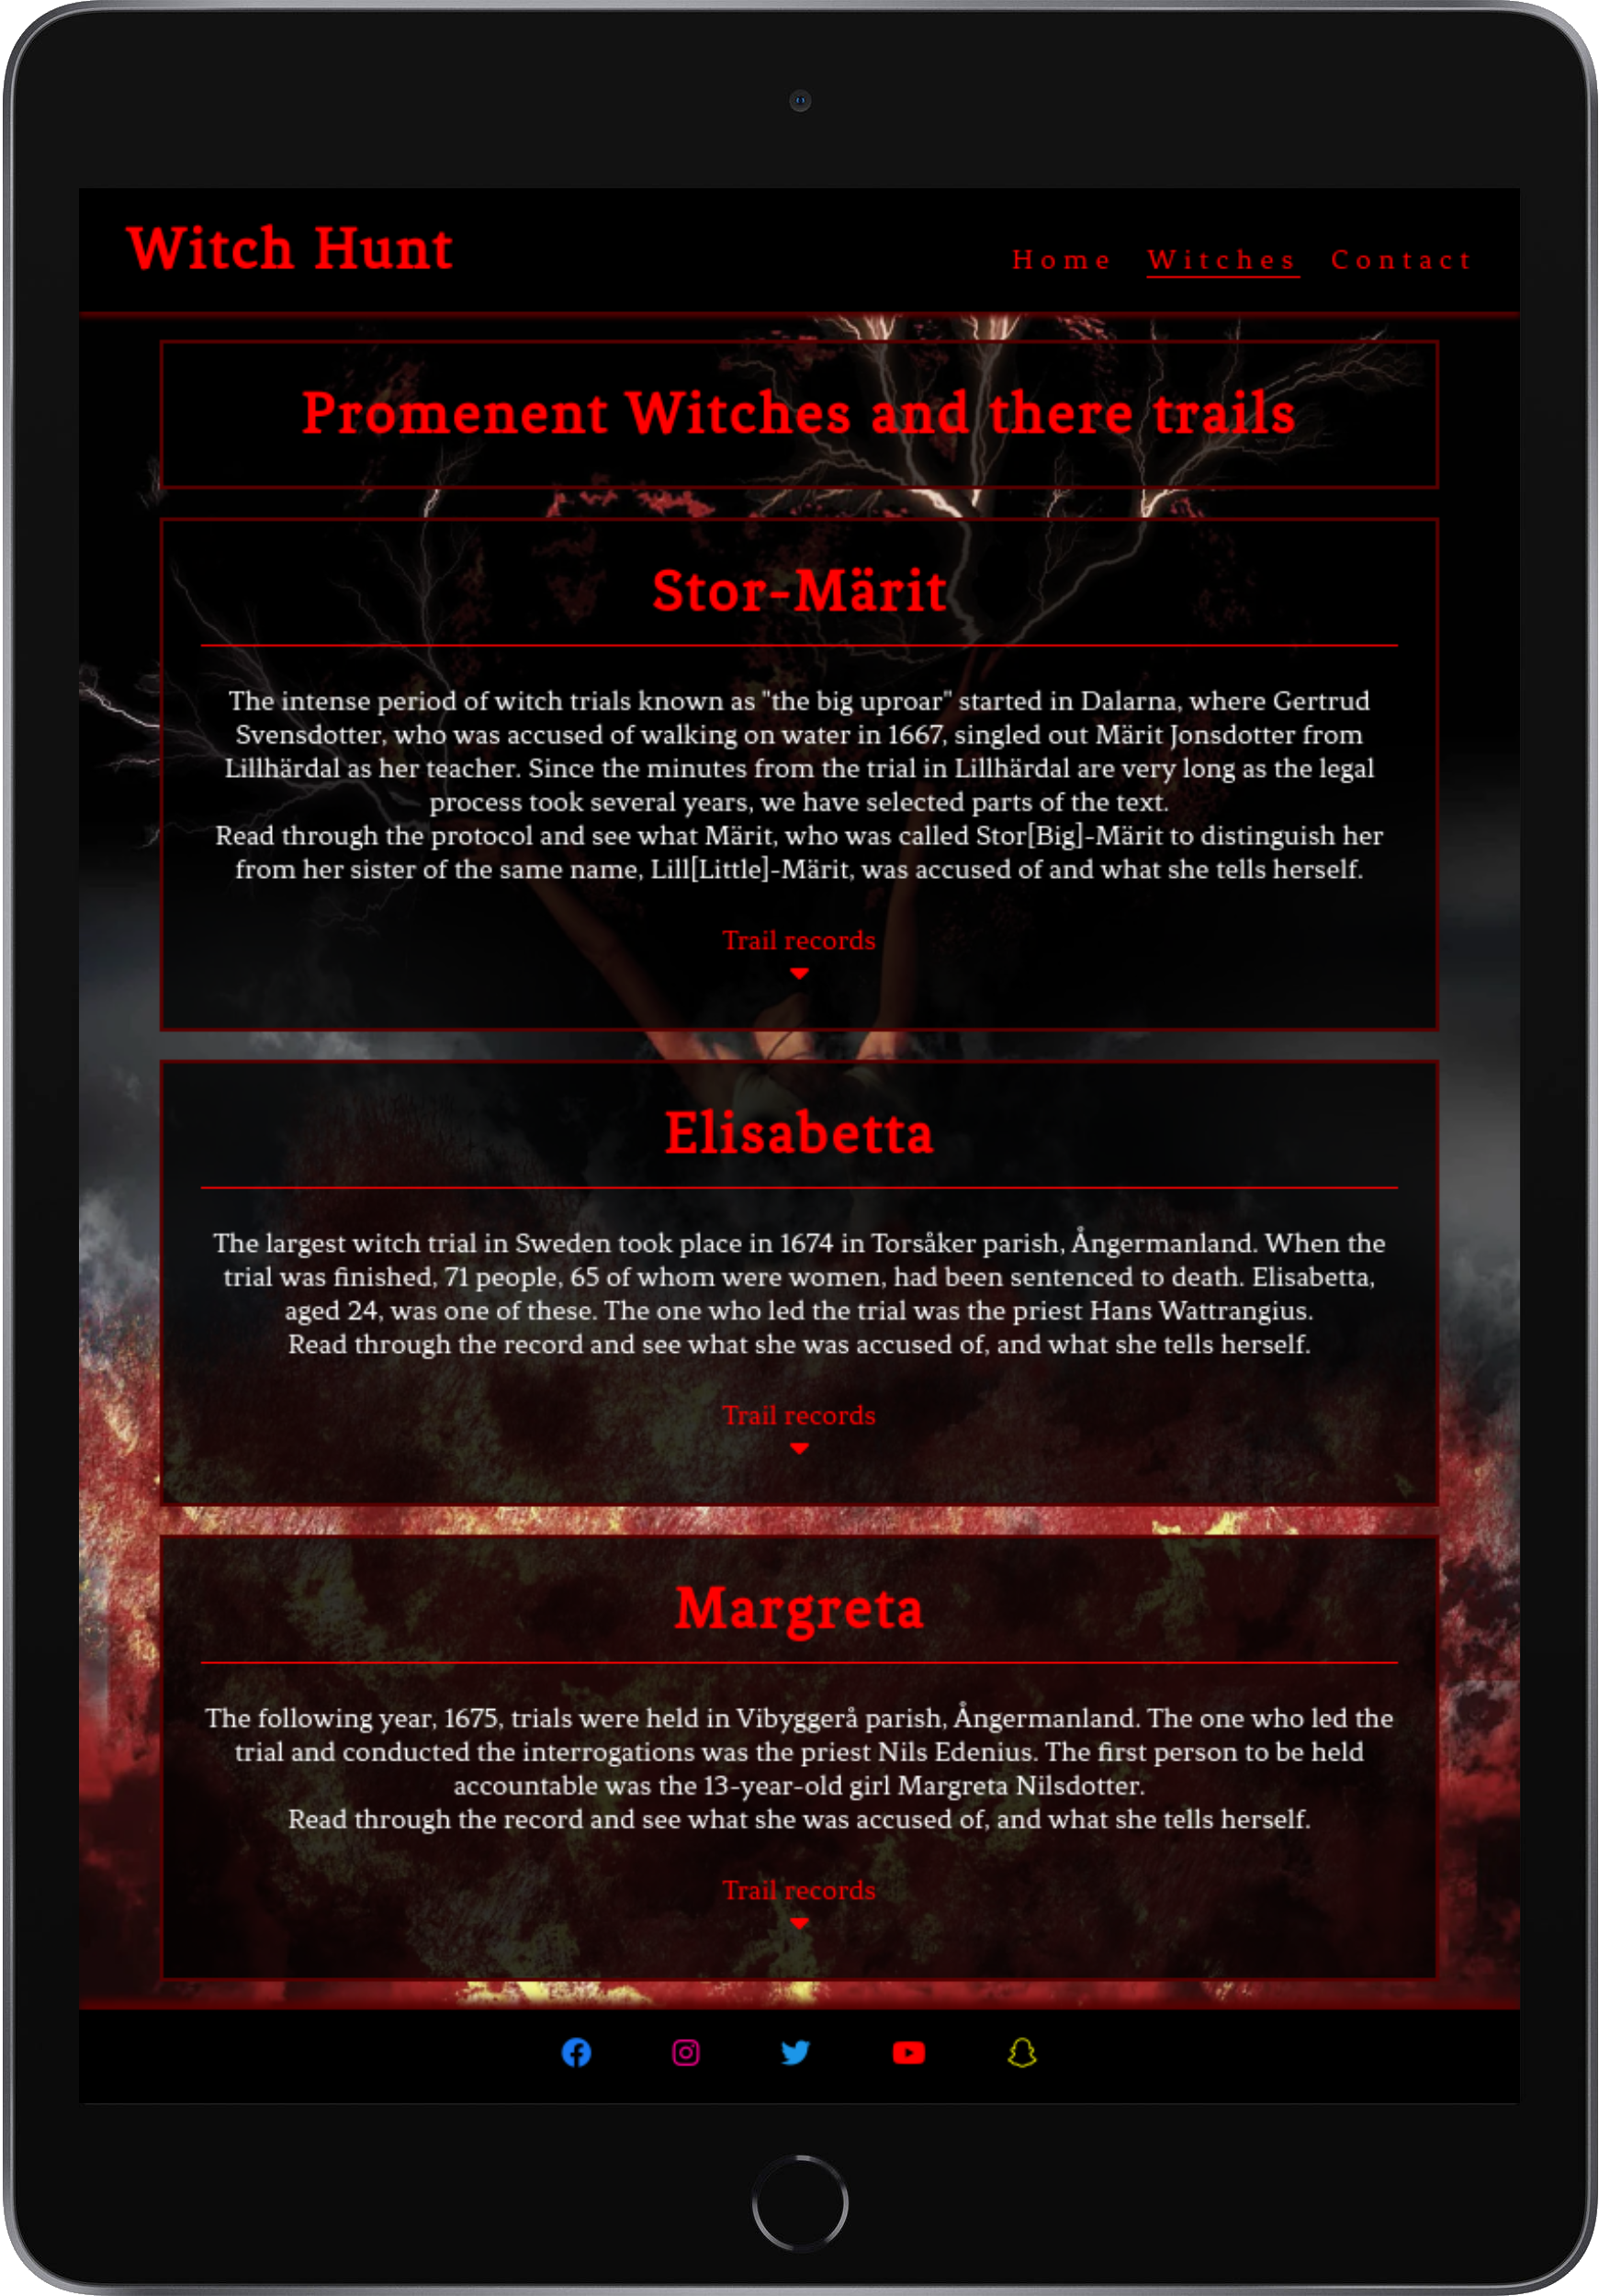 Witch Hunt
Home Witches Contact
Promenent Witches and there trails
Stor-Märit
The intense period of witch trials known as "the big uproar" started in Dalarna, where Gertrud
Svensdotter, who was accused of walking on water in 1667, singled out Märit Jonsdotter from
Lillhärdal as her teacher. Since the minutes from the trial in Lillhärdal are very long as the legal
process took several years, we have selected parts of the text.
Read through the protocol and see what Märit, who was called Stor[Big]-Märit to distinguish her
from her sister of the same name, Lill[Little]-Märit, was accused of and what she tells herself.
Trail records
Elisabetta
The largest witch trial in Sweden took place in 1674 in Torsåker parish, Ångermanland. When the
trial was finished, 71 people, 65 of whom were women, had been sentenced to death. Elisabetta,
aged 24, was one of these. The one who led the trial was the priest Hans Wattrangius.
Read through the record and see what she was accused of, and what she tells herself.
Trail records
Margreta
The following year, 1675, trials were held in Vibyggerå parish, Ångermanland. The one who led the
trial and conducted the interrogations was the priest Nils Edenius. The first person to be held
accountable was the 13-year-old girl Margreta Nilsdotter.
Read through the record and see what she was accused of, and what she tells herself.
Trail records